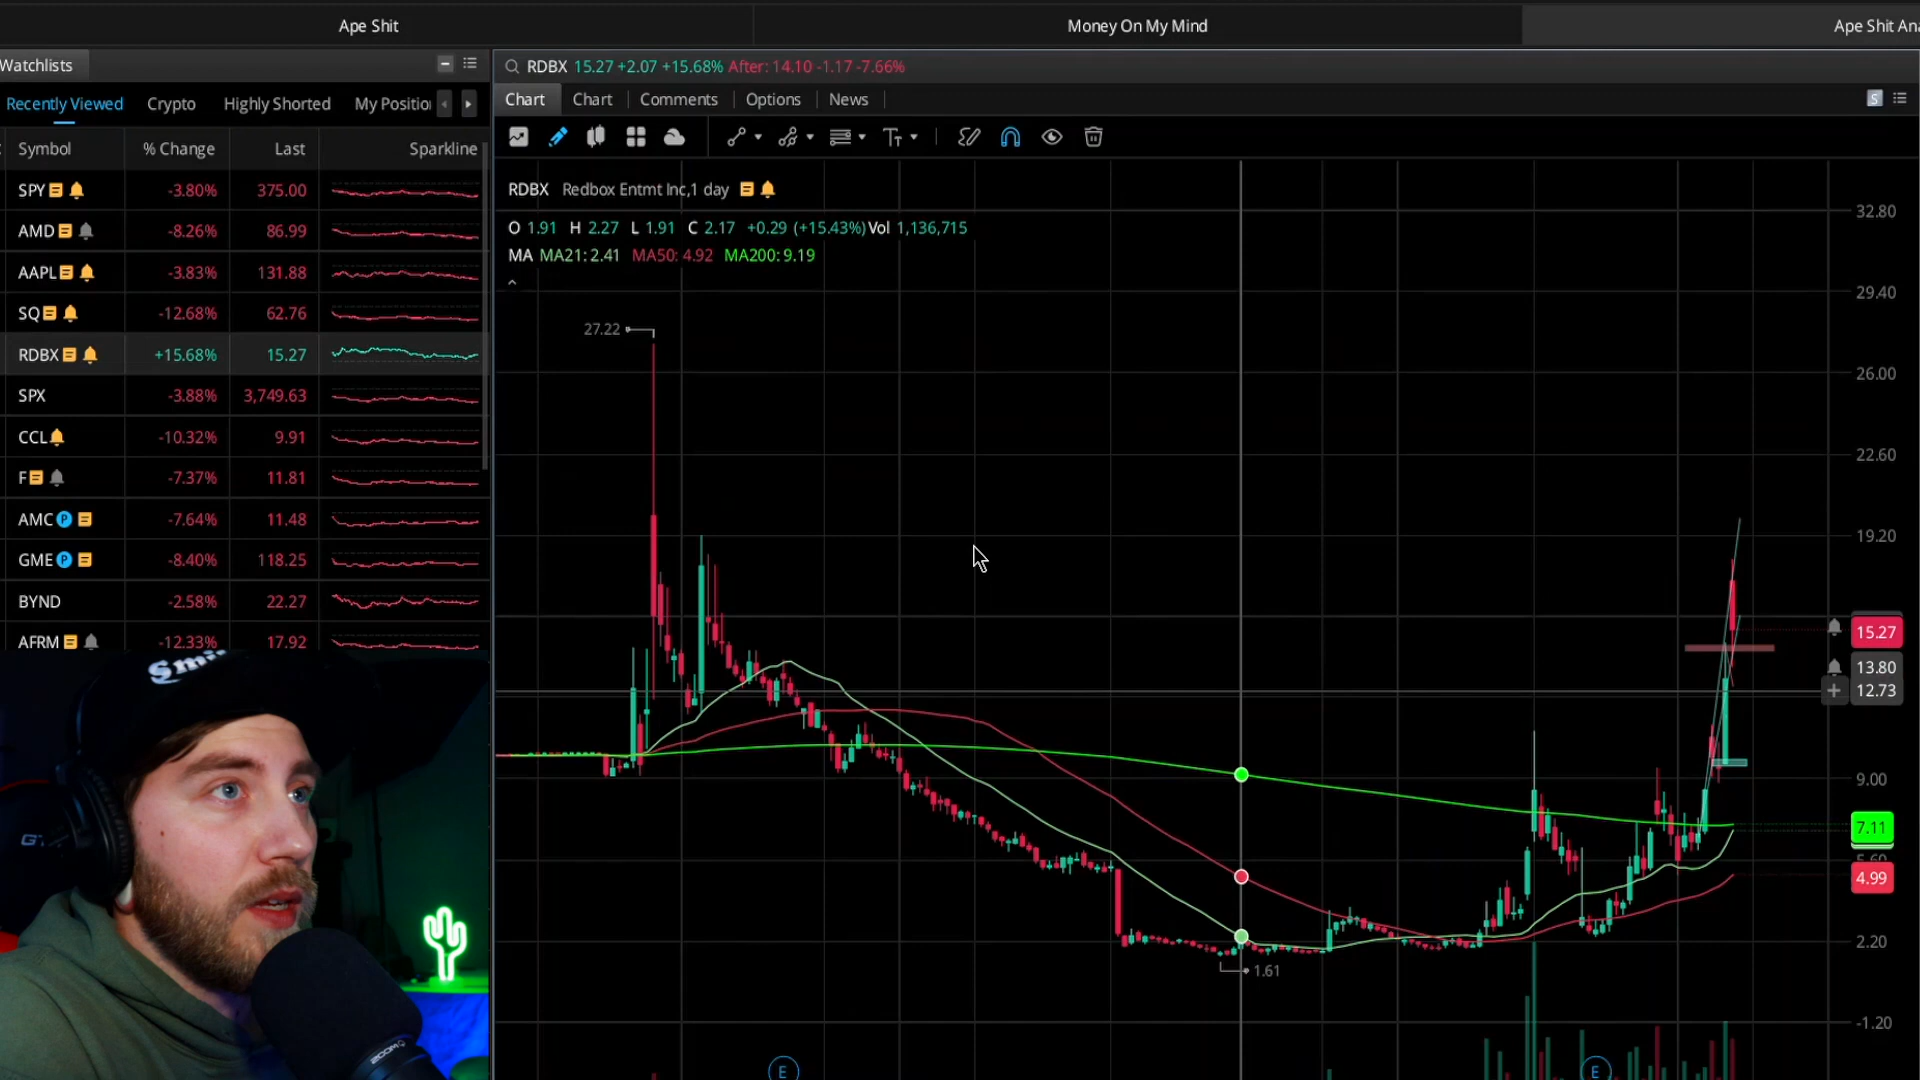 Ape Shit
Money On My Mind
Ape Shit An
Watchlists
RDBX 15.27 +2.07 +15.68% After: 14.10 -1.17 -7.66%
Recently Viewed Crypto Highly Shorted My Positio
Chart Chart Comments Options News
S
Symbol % Change Last Sparkline
SPY -3.80% 375.00
AMD -8.26% 86.99
AAPL -3.83% 131.88
SQ -12.68% 62.76
RDBX +15.68% 15.27
SPX -3.88% 3,749.63
CCL -10.32% 9.91
F -7.37% 11.81
AMC P -7.64% 11.48
GME P -8.40% 118.25
BYND -2.58% 22.27
AFRM -12.33% 17.92
RDBX Redbox Entmt Inc,1 day
O 1.91 H 2.27 L 1.91 C 2.17 +0.29 (+15.43%) Vol 1,136,715
MA MA21: 2.41 MA50: 4.92 MA200: 9.19
27.22
1.61
32.80
29.40
26.00
22.60
19.20
15.27
13.80
12.73
9.00
7.11
5.60
4.99
2.20
-1.20
E
E
ZOOM